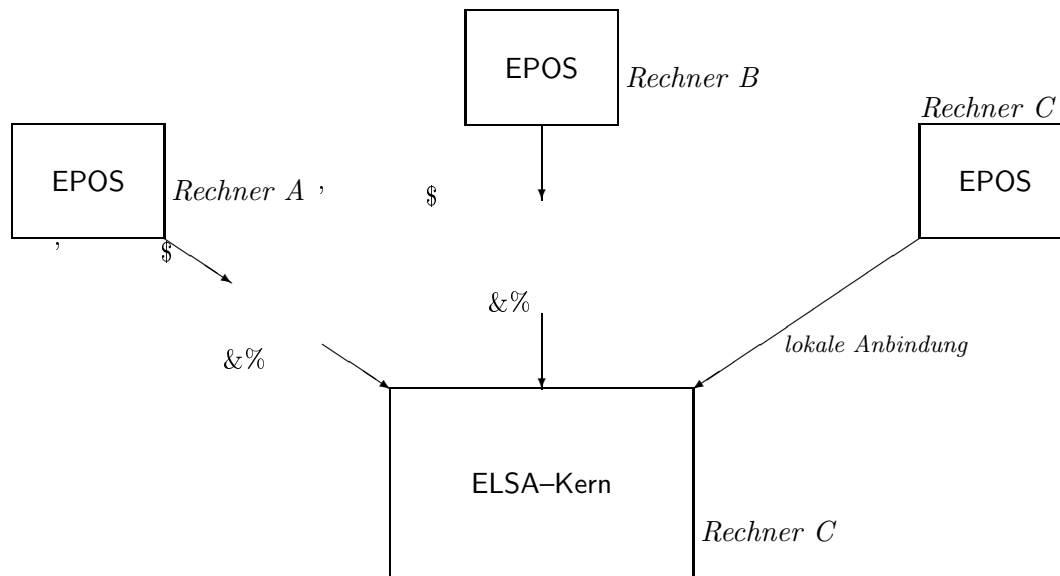 EPOS
Rechner B
Rechner C
EPOS
Rechner A
EPOS
, $
, $
&%
&%
lokale Anbindung
ELSA–Kern
Rechner C